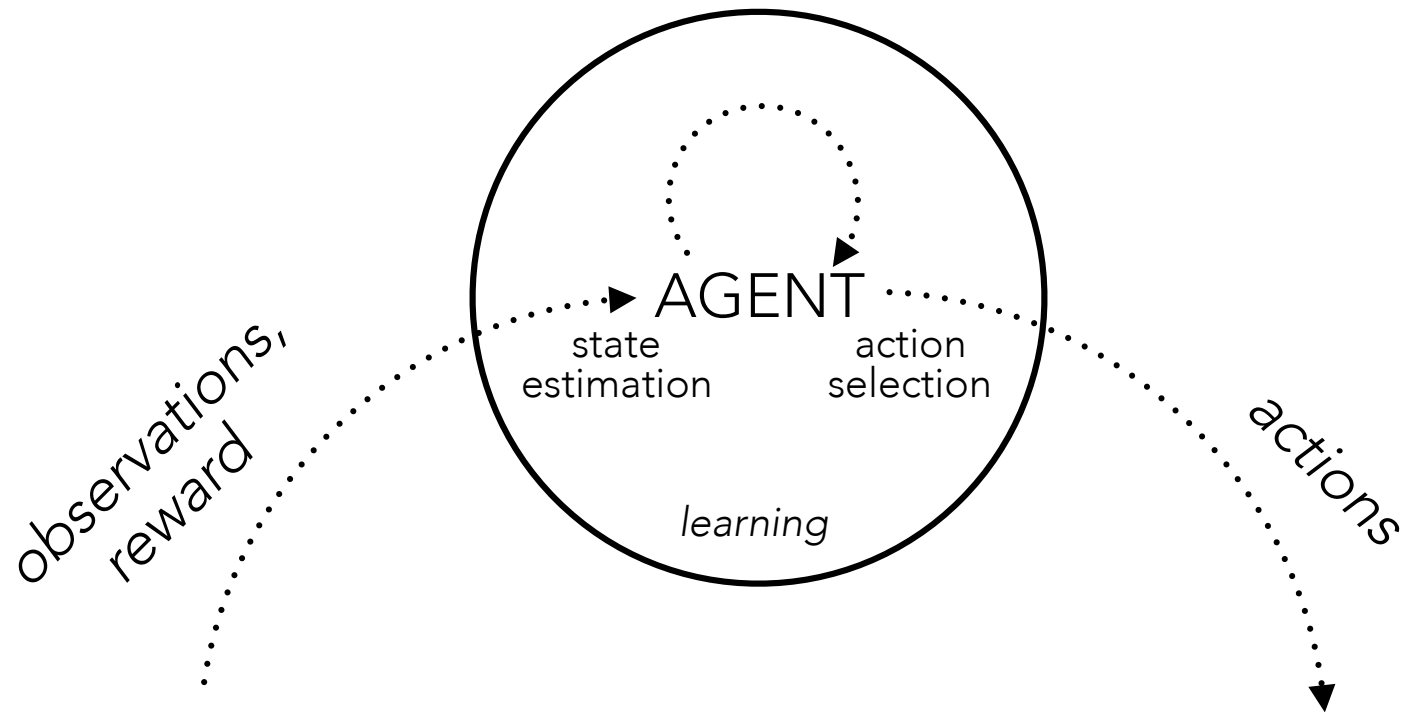 AGENT
state
estimation
action
selection
learning
observations,
reward
actions